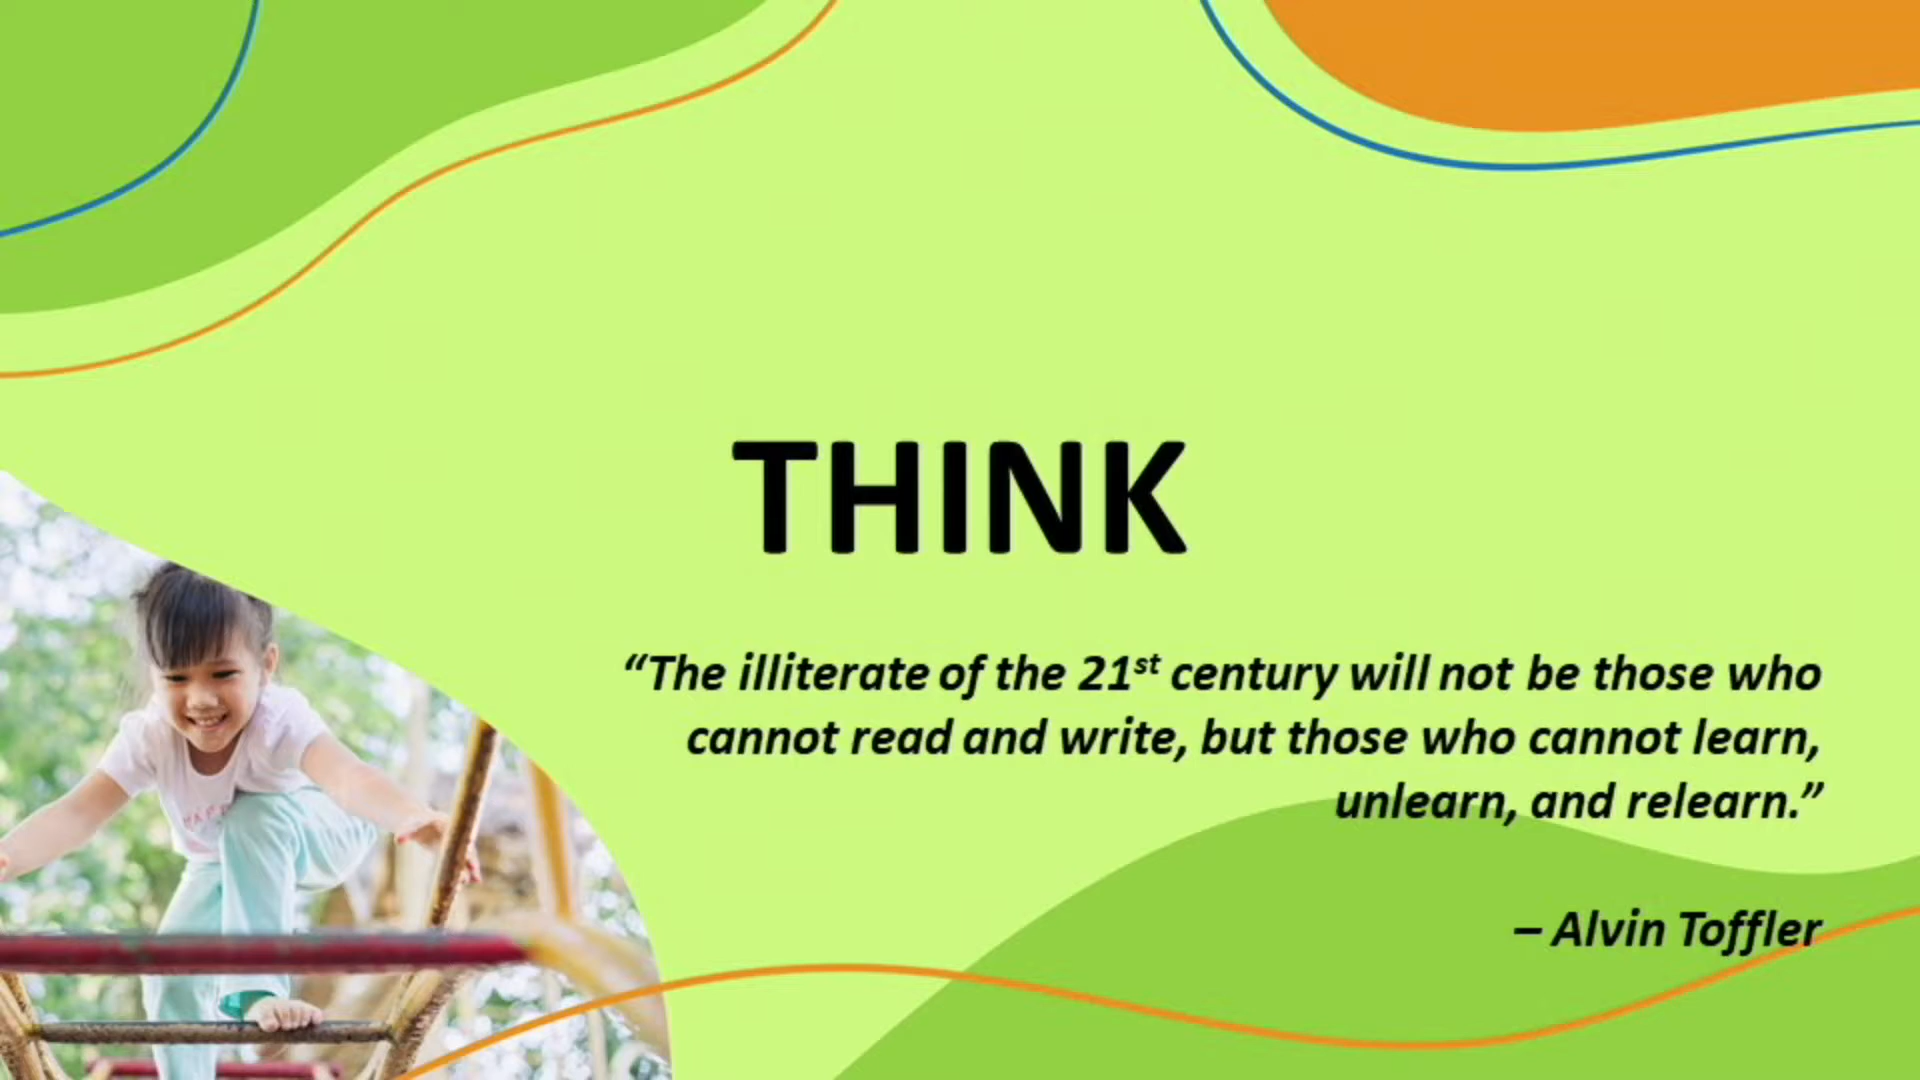 THINK
“The illiterate of the 21st century will not be those who
cannot read and write, but those who cannot learn,
unlearn, and relearn.”
– Alvin Toffler